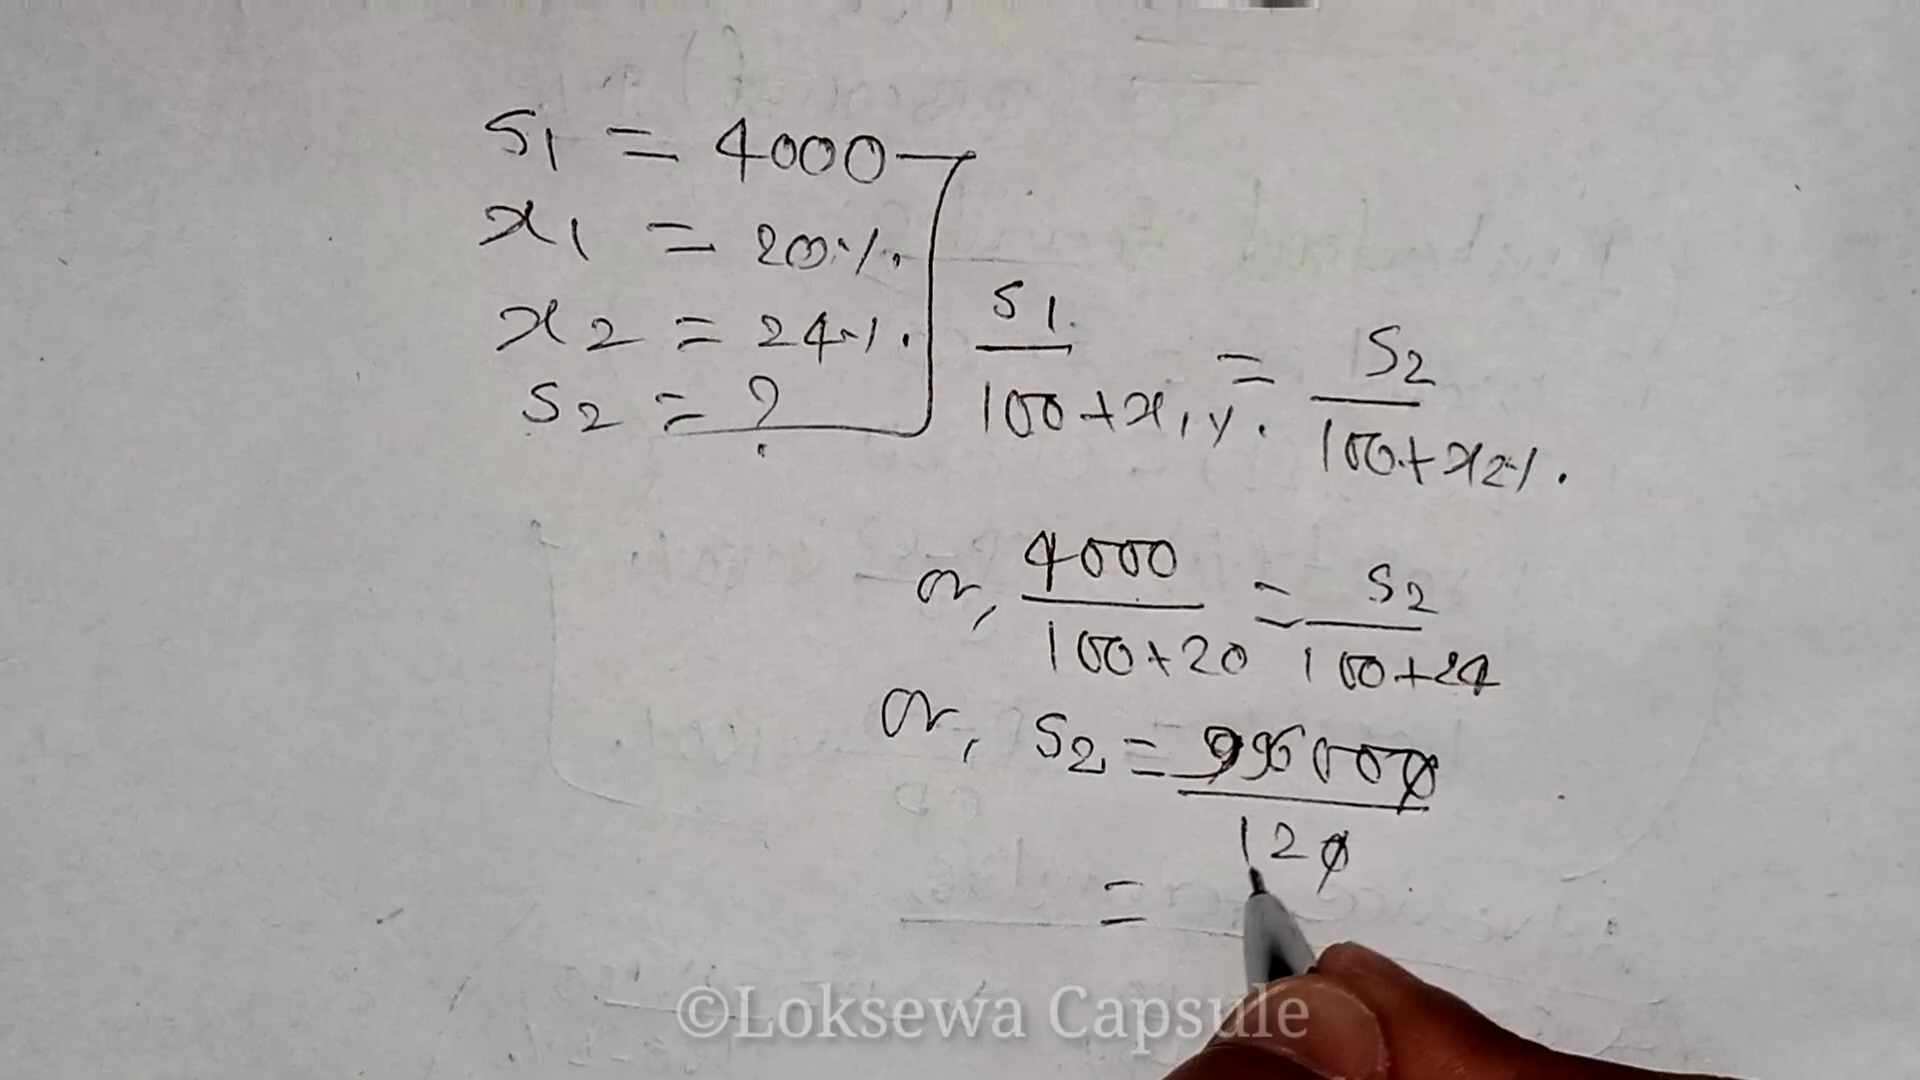 S1 = 4000
x1 = 20%.
x2 = 24%.
S2 = ?
S1 / 100+x1%. = S2 / 100+x2%.
or, 4000 / 100+20 = S2 / 100+24
or, S2 = 996000 / 120
=
©Loksewa Capsule